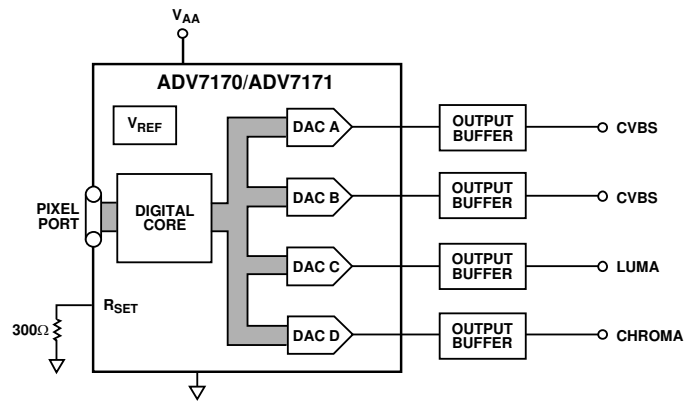 VAA
ADV7170/ADV7171
VREF
DAC A
OUTPUT
BUFFER
CVBS
PIXEL
PORT
DIGITAL
CORE
DAC B
OUTPUT
BUFFER
CVBS
DAC C
OUTPUT
BUFFER
LUMA
RSET
300Ω
DAC D
OUTPUT
BUFFER
CHROMA